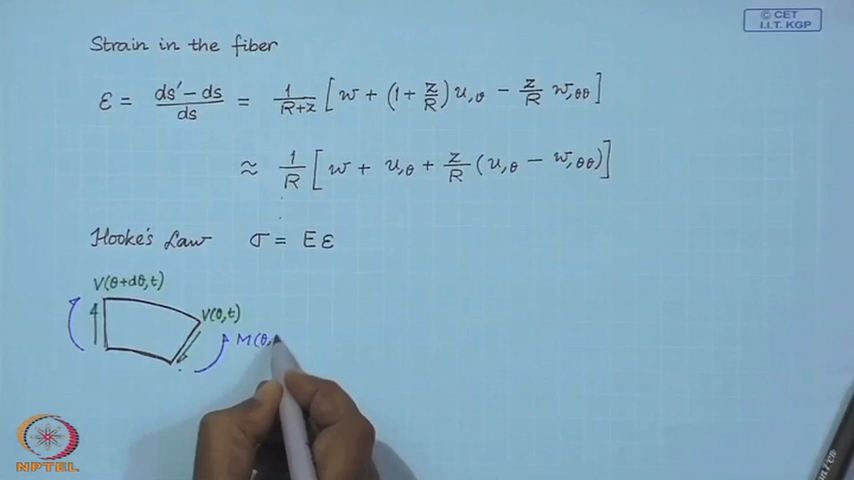 © CET
I.I.T. KGP
Strain in the fiber
ε = (ds' - ds)/ds = 1/(R+z) [w + (1 + z/R) u,θ - z/R w,θθ]
≈ 1/R [w + u,θ + z/R (u,θ - w,θθ)]
Hooke's Law σ = Eε
V(θ+dθ,t)
V(θ,t)
M(θ,
NPTEL